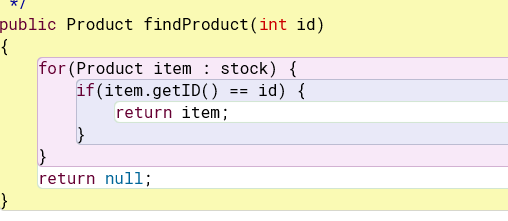 */
public Product findProduct(int id)
{
for(Product item : stock) {
if(item.getID() == id) {
return item;
}
}
return null;
}